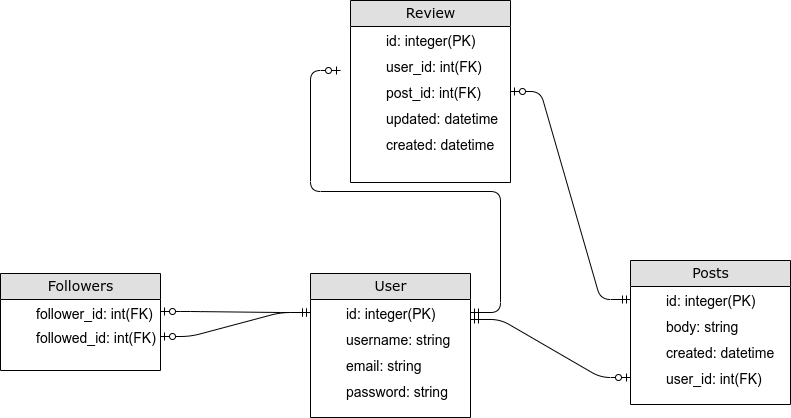 Review
id: integer(PK)
user_id: int(FK)
post_id: int(FK)
updated: datetime
created: datetime
Followers
follower_id: int(FK)
followed_id: int(FK)
User
id: integer(PK)
username: string
email: string
password: string
Posts
id: integer(PK)
body: string
created: datetime
user_id: int(FK)